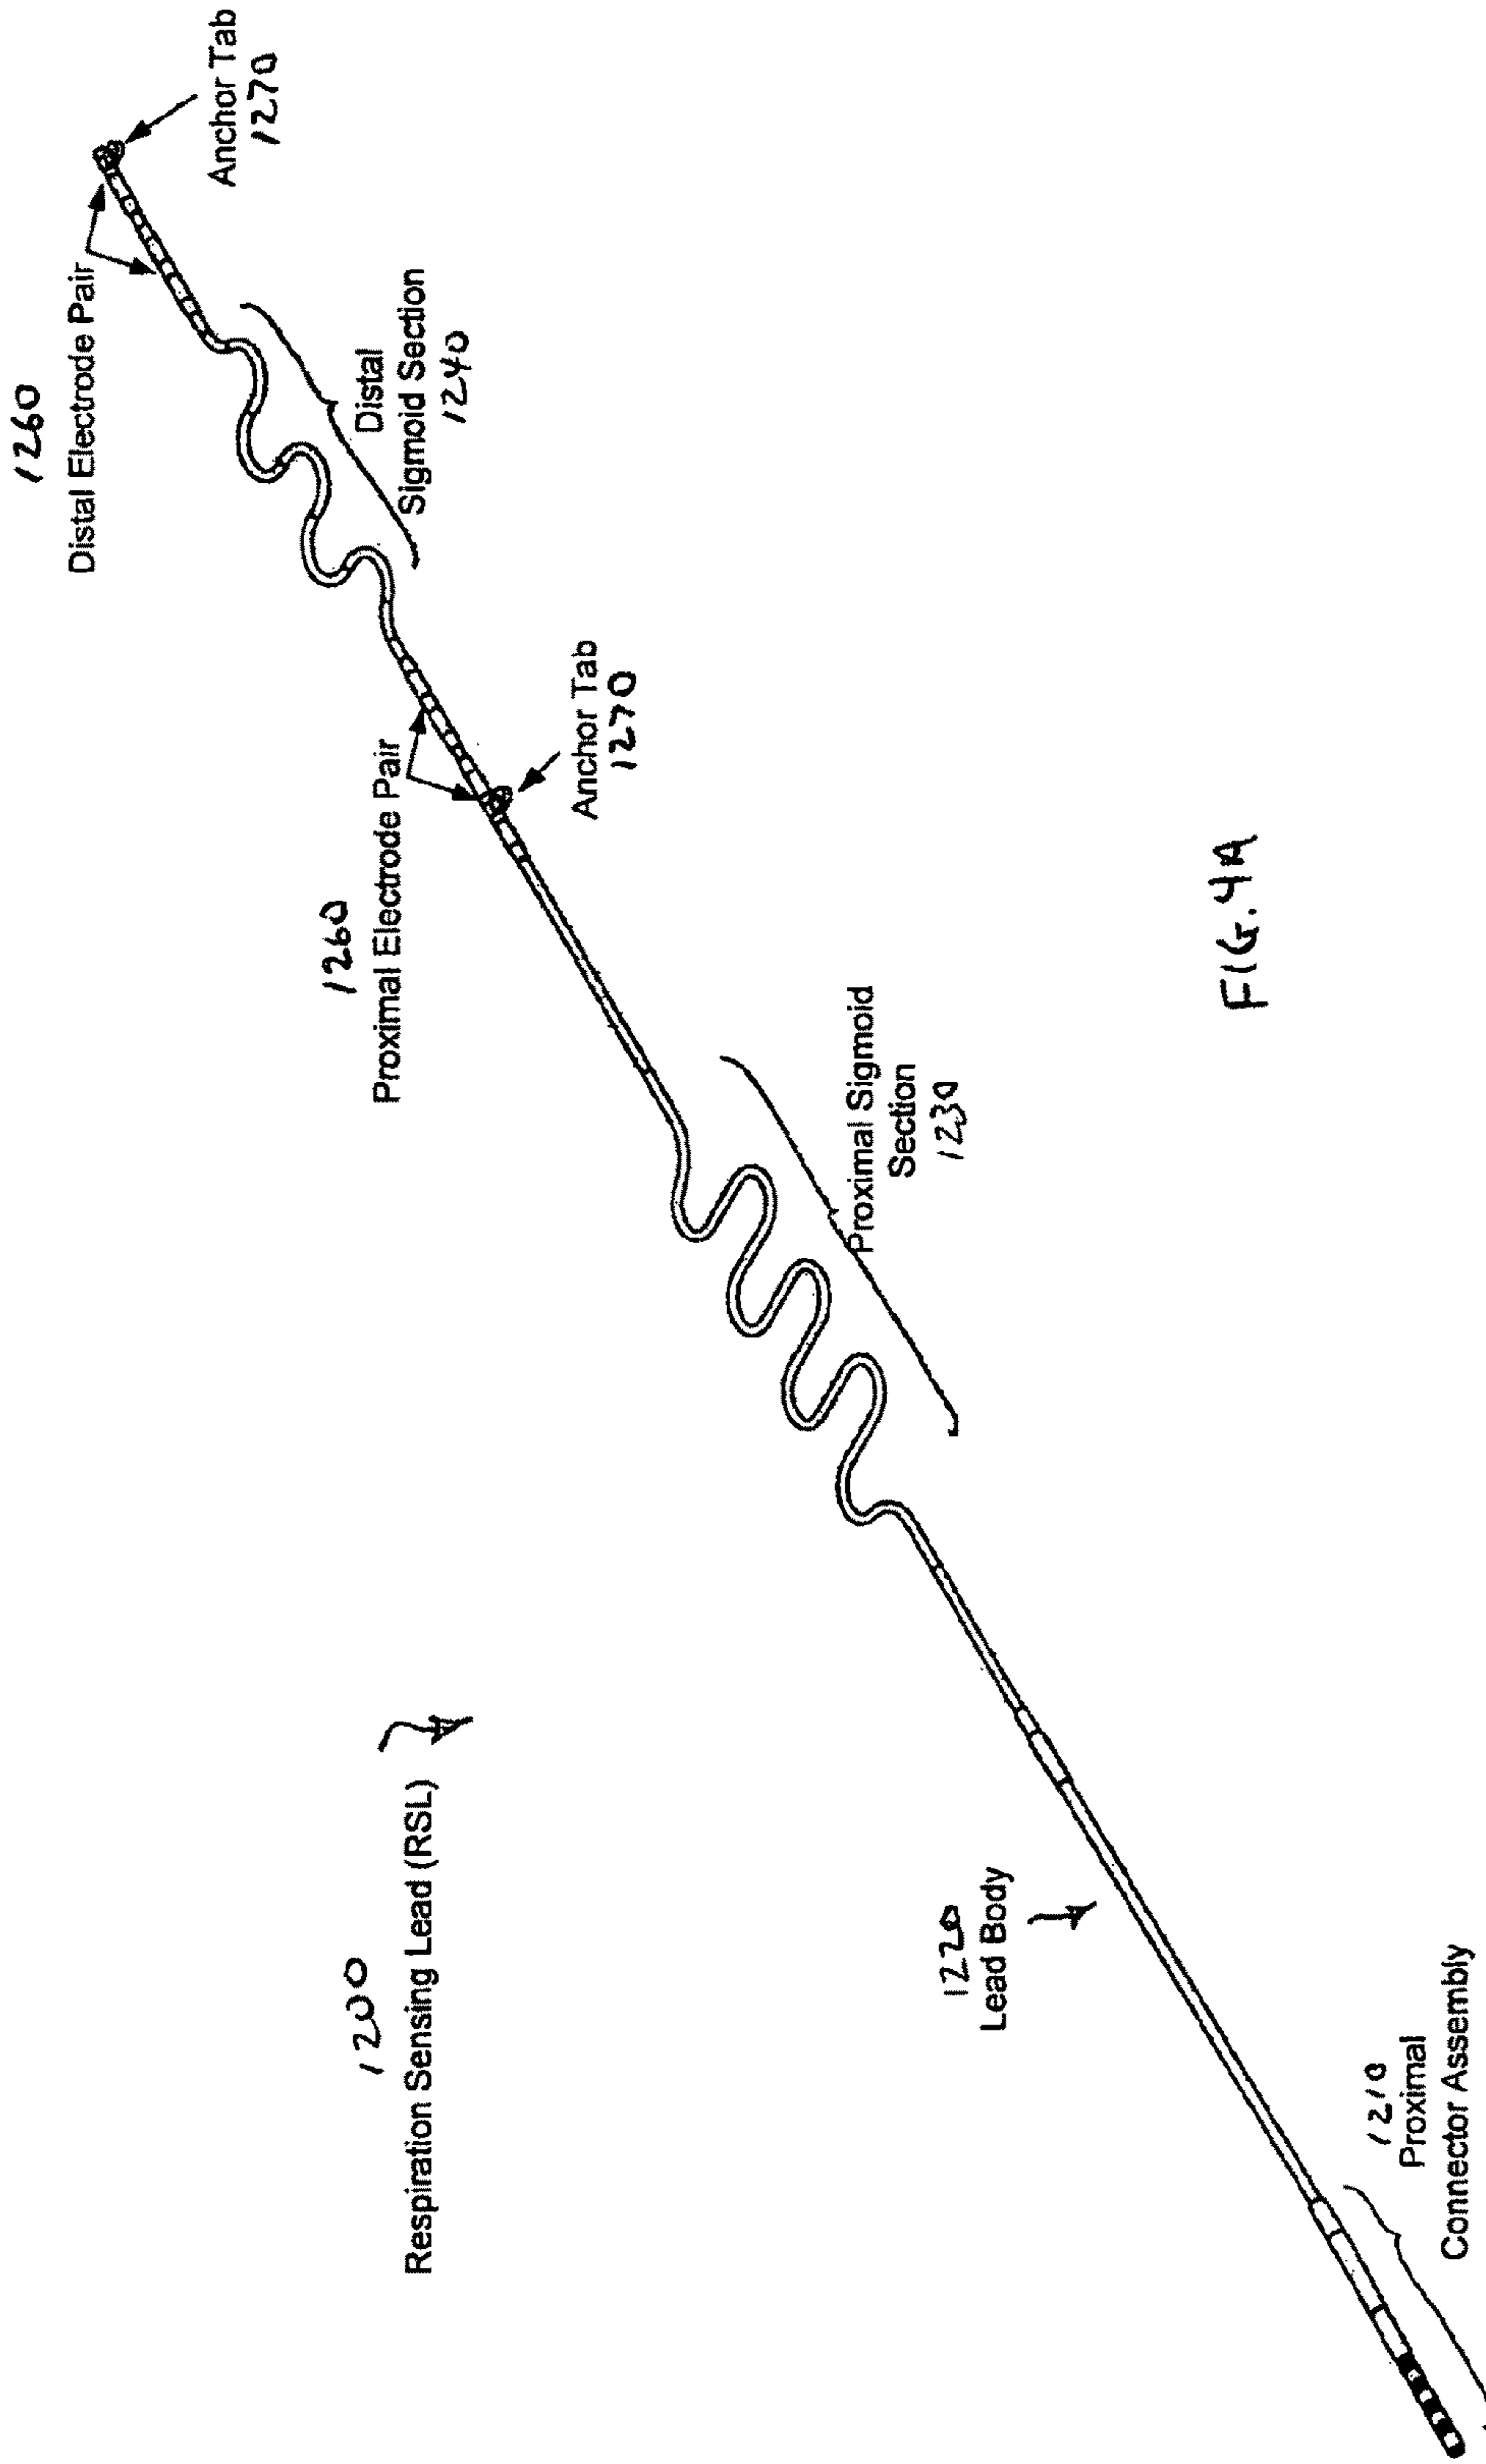 1200
Respiration Sensing Lead (RSL)
1260
Distal Electrode Pair
Anchor Tab
1270
Distal
Sigmoid Section
1240
1260
Proximal Electrode Pair
Anchor Tab
1270
Proximal Sigmoid
Section
1230
1220
Lead Body
1210
Proximal
Connector Assembly
FIG. 4A